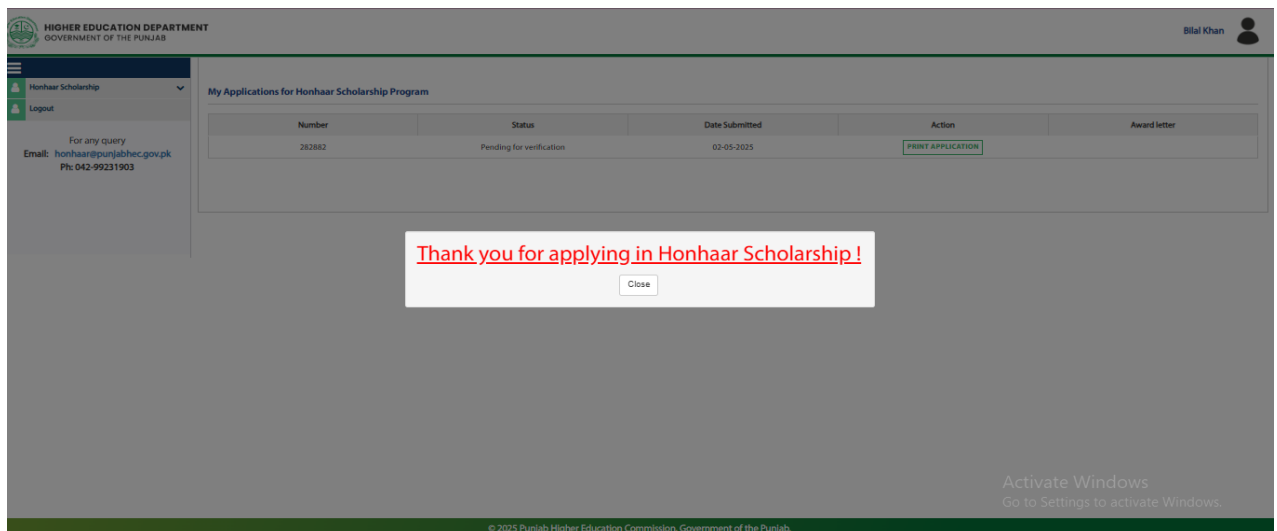 HIGHER EDUCATION DEPARTMENT
GOVERNMENT OF THE PUNJAB
Bilal Khan
Honhaar Scholarship
Logout
For any query
Email: honhaar@punjabhec.gov.pk
Ph: 042-99231903
My Applications for Honhaar Scholarship Program
Number Status Date Submitted Action Award letter
282882 Pending for verification 02-05-2025 PRINT APPLICATION
Thank you for applying in Honhaar Scholarship !
Close
Activate Windows
Go to Settings to activate Windows.
© 2025 Punjab Higher Education Commission, Government of the Punjab.